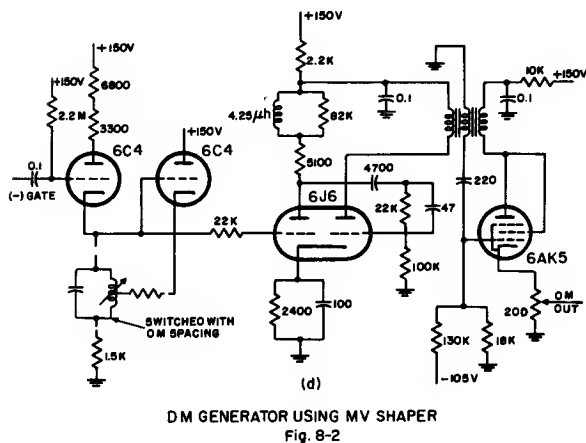 +150V
+150V
+150V
2.2K
6800
2.2M
3300
+150V
4.25μh
82K
0.1
10K
+150V
0.1
6C4
6C4
5100
0.1
(-) GATE
4700
6J6
22K
22K
47
220
100K
6AK5
2400
100
200
DM
OUT
SWITCHED WITH
DM SPACING
1.5K
130K
18K
-105V
(d)
DM GENERATOR USING MV SHAPER
Fig. 8-2